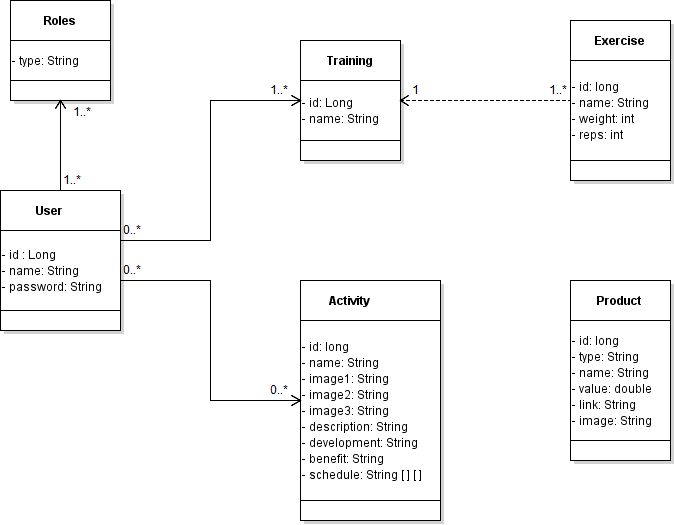 Roles
- type: String
1..*
1..*
User
- id : Long
- name: String
- password: String
0..*
0..*
1..*
Training
- id: Long
- name: String
1
1..*
Exercise
- id: long
- name: String
- weight: int
- reps: int
0..*
Activity
- id: long
- name: String
- image1: String
- image2: String
- image3: String
- description: String
- development: String
- benefit: String
- schedule: String [ ] [ ]
Product
- id: long
- type: String
- name: String
- value: double
- link: String
- image: String